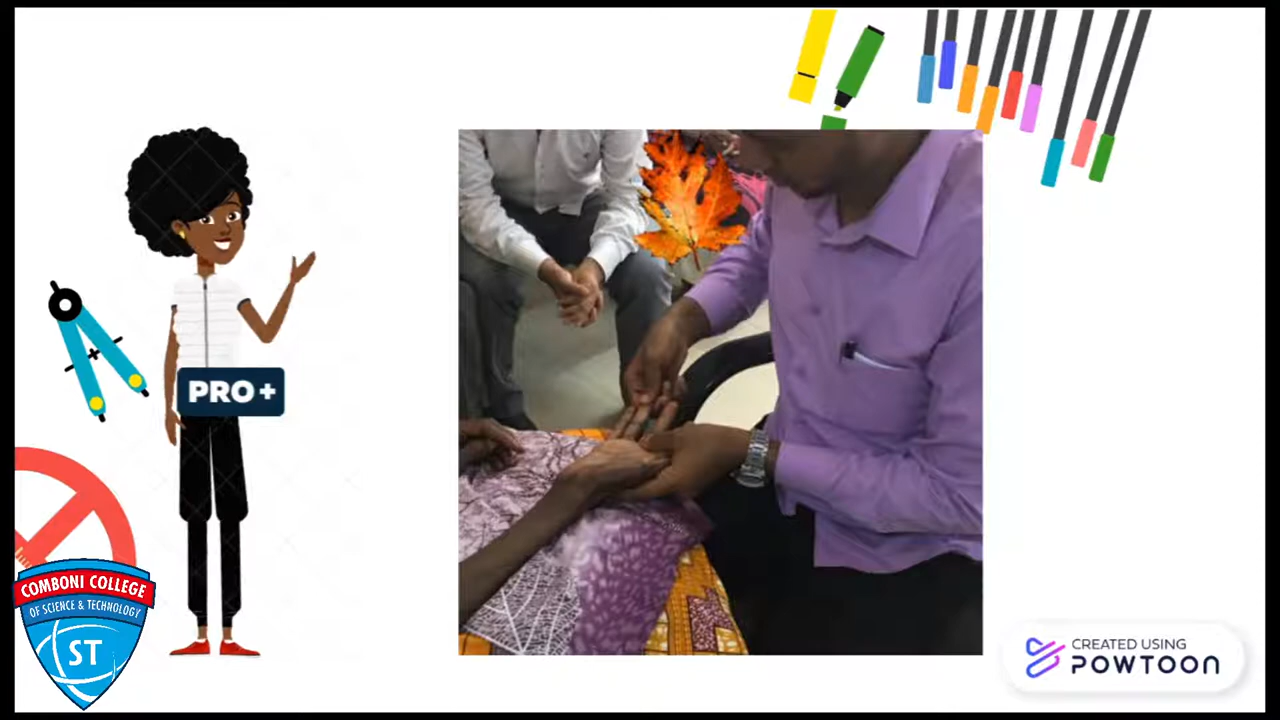 PRO+
COMBONI COLLEGE
OF SCIENCE & TECHNOLOGY
ST
CREATED USING
POWTOON